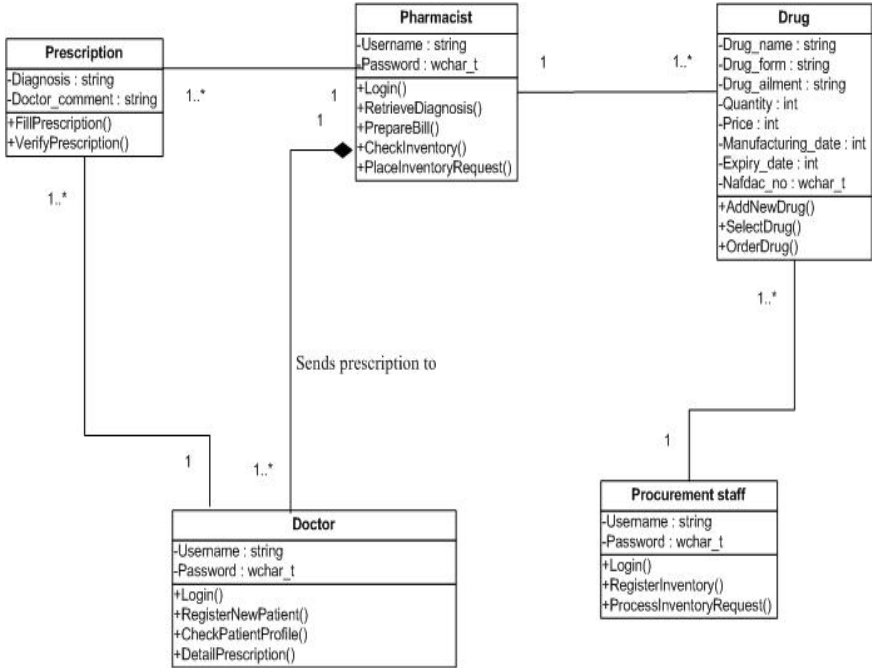 Prescription
-Diagnosis : string
-Doctor_comment : string
+FillPrescription()
+VerifyPrescription()
Pharmacist
-Username : string
-Password : wchar_t
+Login()
+RetrieveDiagnosis()
+PrepareBill()
+CheckInventory()
+PlaceInventoryRequest()
Drug
-Drug_name : string
-Drug_form : string
-Drug_ailment : string
-Quantity : int
-Price : int
-Manufacturing_date : int
-Expiry_date : int
-Nafdac_no : wchar_t
+AddNewDrug()
+SelectDrug()
+OrderDrug()
1..*
1
1
1
1..*
1..*
1..*
Sends prescription to
1
1..*
1
Doctor
-Username : string
-Password : wchar_t
+Login()
+RegisterNewPatient()
+CheckPatientProfile()
+DetailPrescription()
Procurement staff
-Username : string
-Password : wchar_t
+Login()
+RegisterInventory()
+ProcessInventoryRequest()